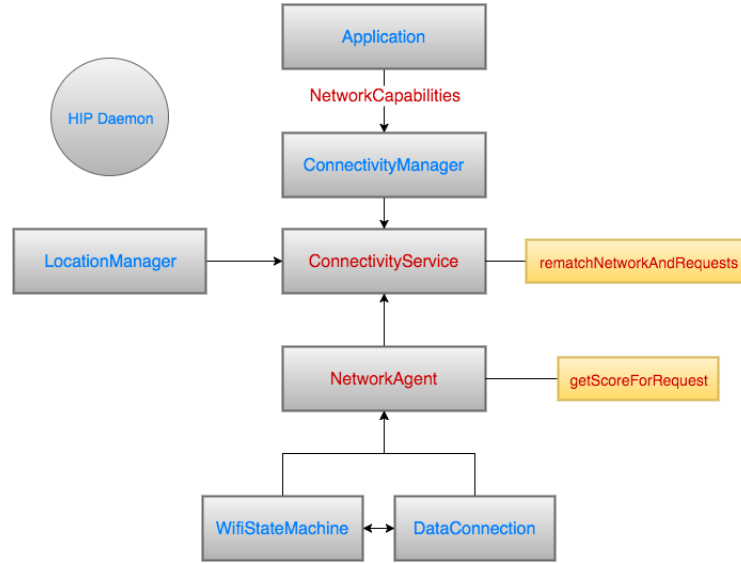 Application
NetworkCapabilities
HIP Daemon
ConnectivityManager
LocationManager
ConnectivityService
rematchNetworkAndRequests
NetworkAgent
getScoreForRequest
WifiStateMachine
DataConnection